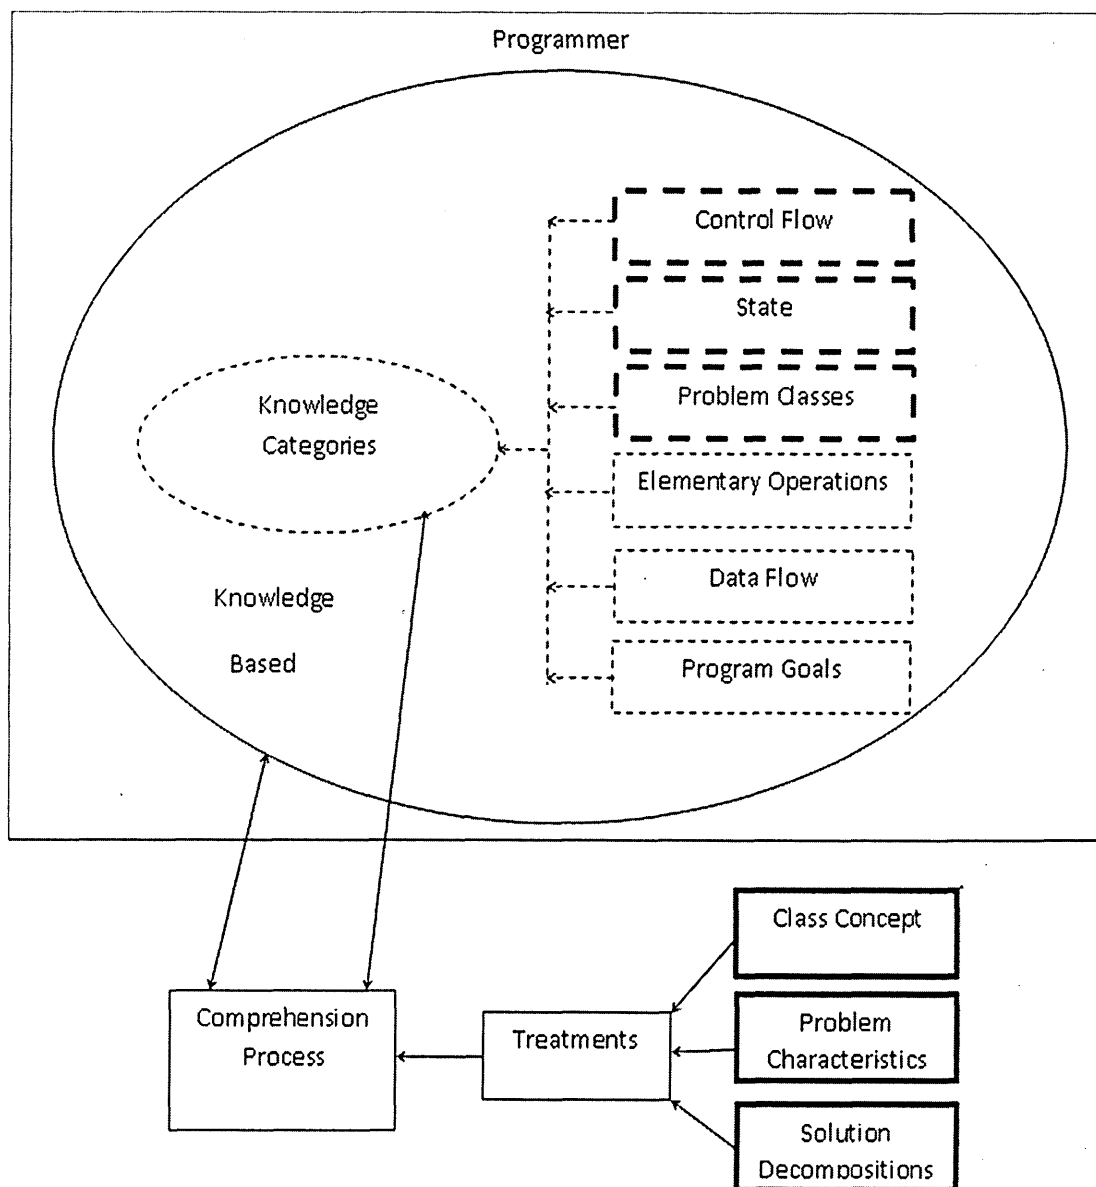 Programmer
Control Flow
State
Problem Classes
Knowledge
Categories
Elementary Operations
Data Flow
Knowledge
Based
Program Goals
Class Concept
Comprehension
Process
Treatments
Problem
Characteristics
Solution
Decompositions